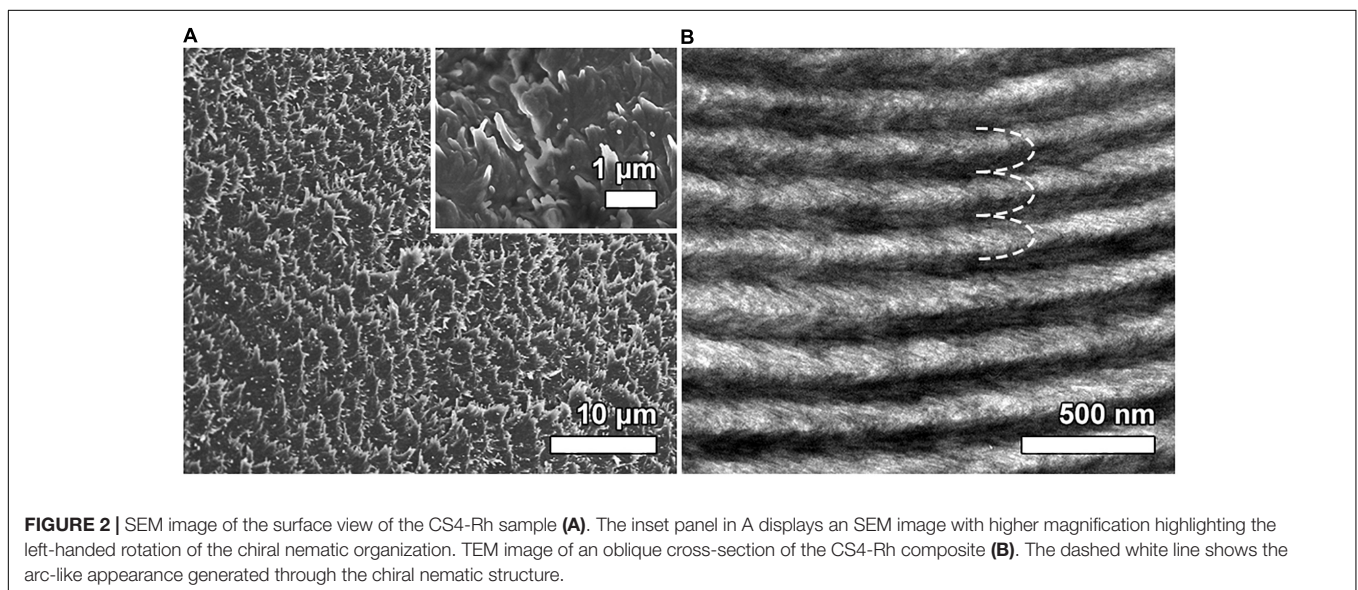 A
B
1 μm
10 μm
500 nm
FIGURE 2 | SEM image of the surface view of the CS4-Rh sample (A). The inset panel in A displays an SEM image with higher magnification highlighting the
left-handed rotation of the chiral nematic organization. TEM image of an oblique cross-section of the CS4-Rh composite (B). The dashed white line shows the
arc-like appearance generated through the chiral nematic structure.